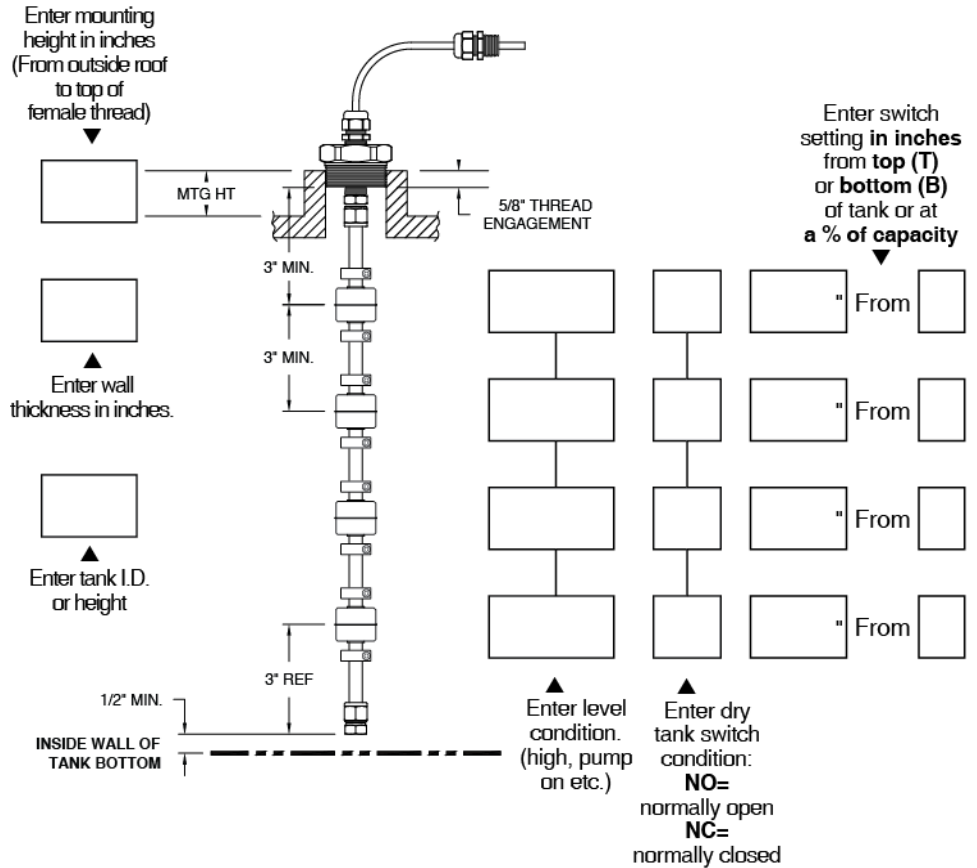 Enter mounting
height in inches
(From outside roof
to top of
female thread)
MTG HT
5/8" THREAD
ENGAGEMENT
3" MIN.
3" MIN.
Enter wall
thickness in inches.
Enter tank I.D.
or height
3" REF
1/2" MIN.
INSIDE WALL OF
TANK BOTTOM
Enter switch
setting in inches
from top (T)
or bottom (B)
of tank or at
a % of capacity
" From
" From
" From
" From
Enter level
condition.
(high, pump
on etc.)
Enter dry
tank switch
condition:
NO=
normally open
NC=
normally closed